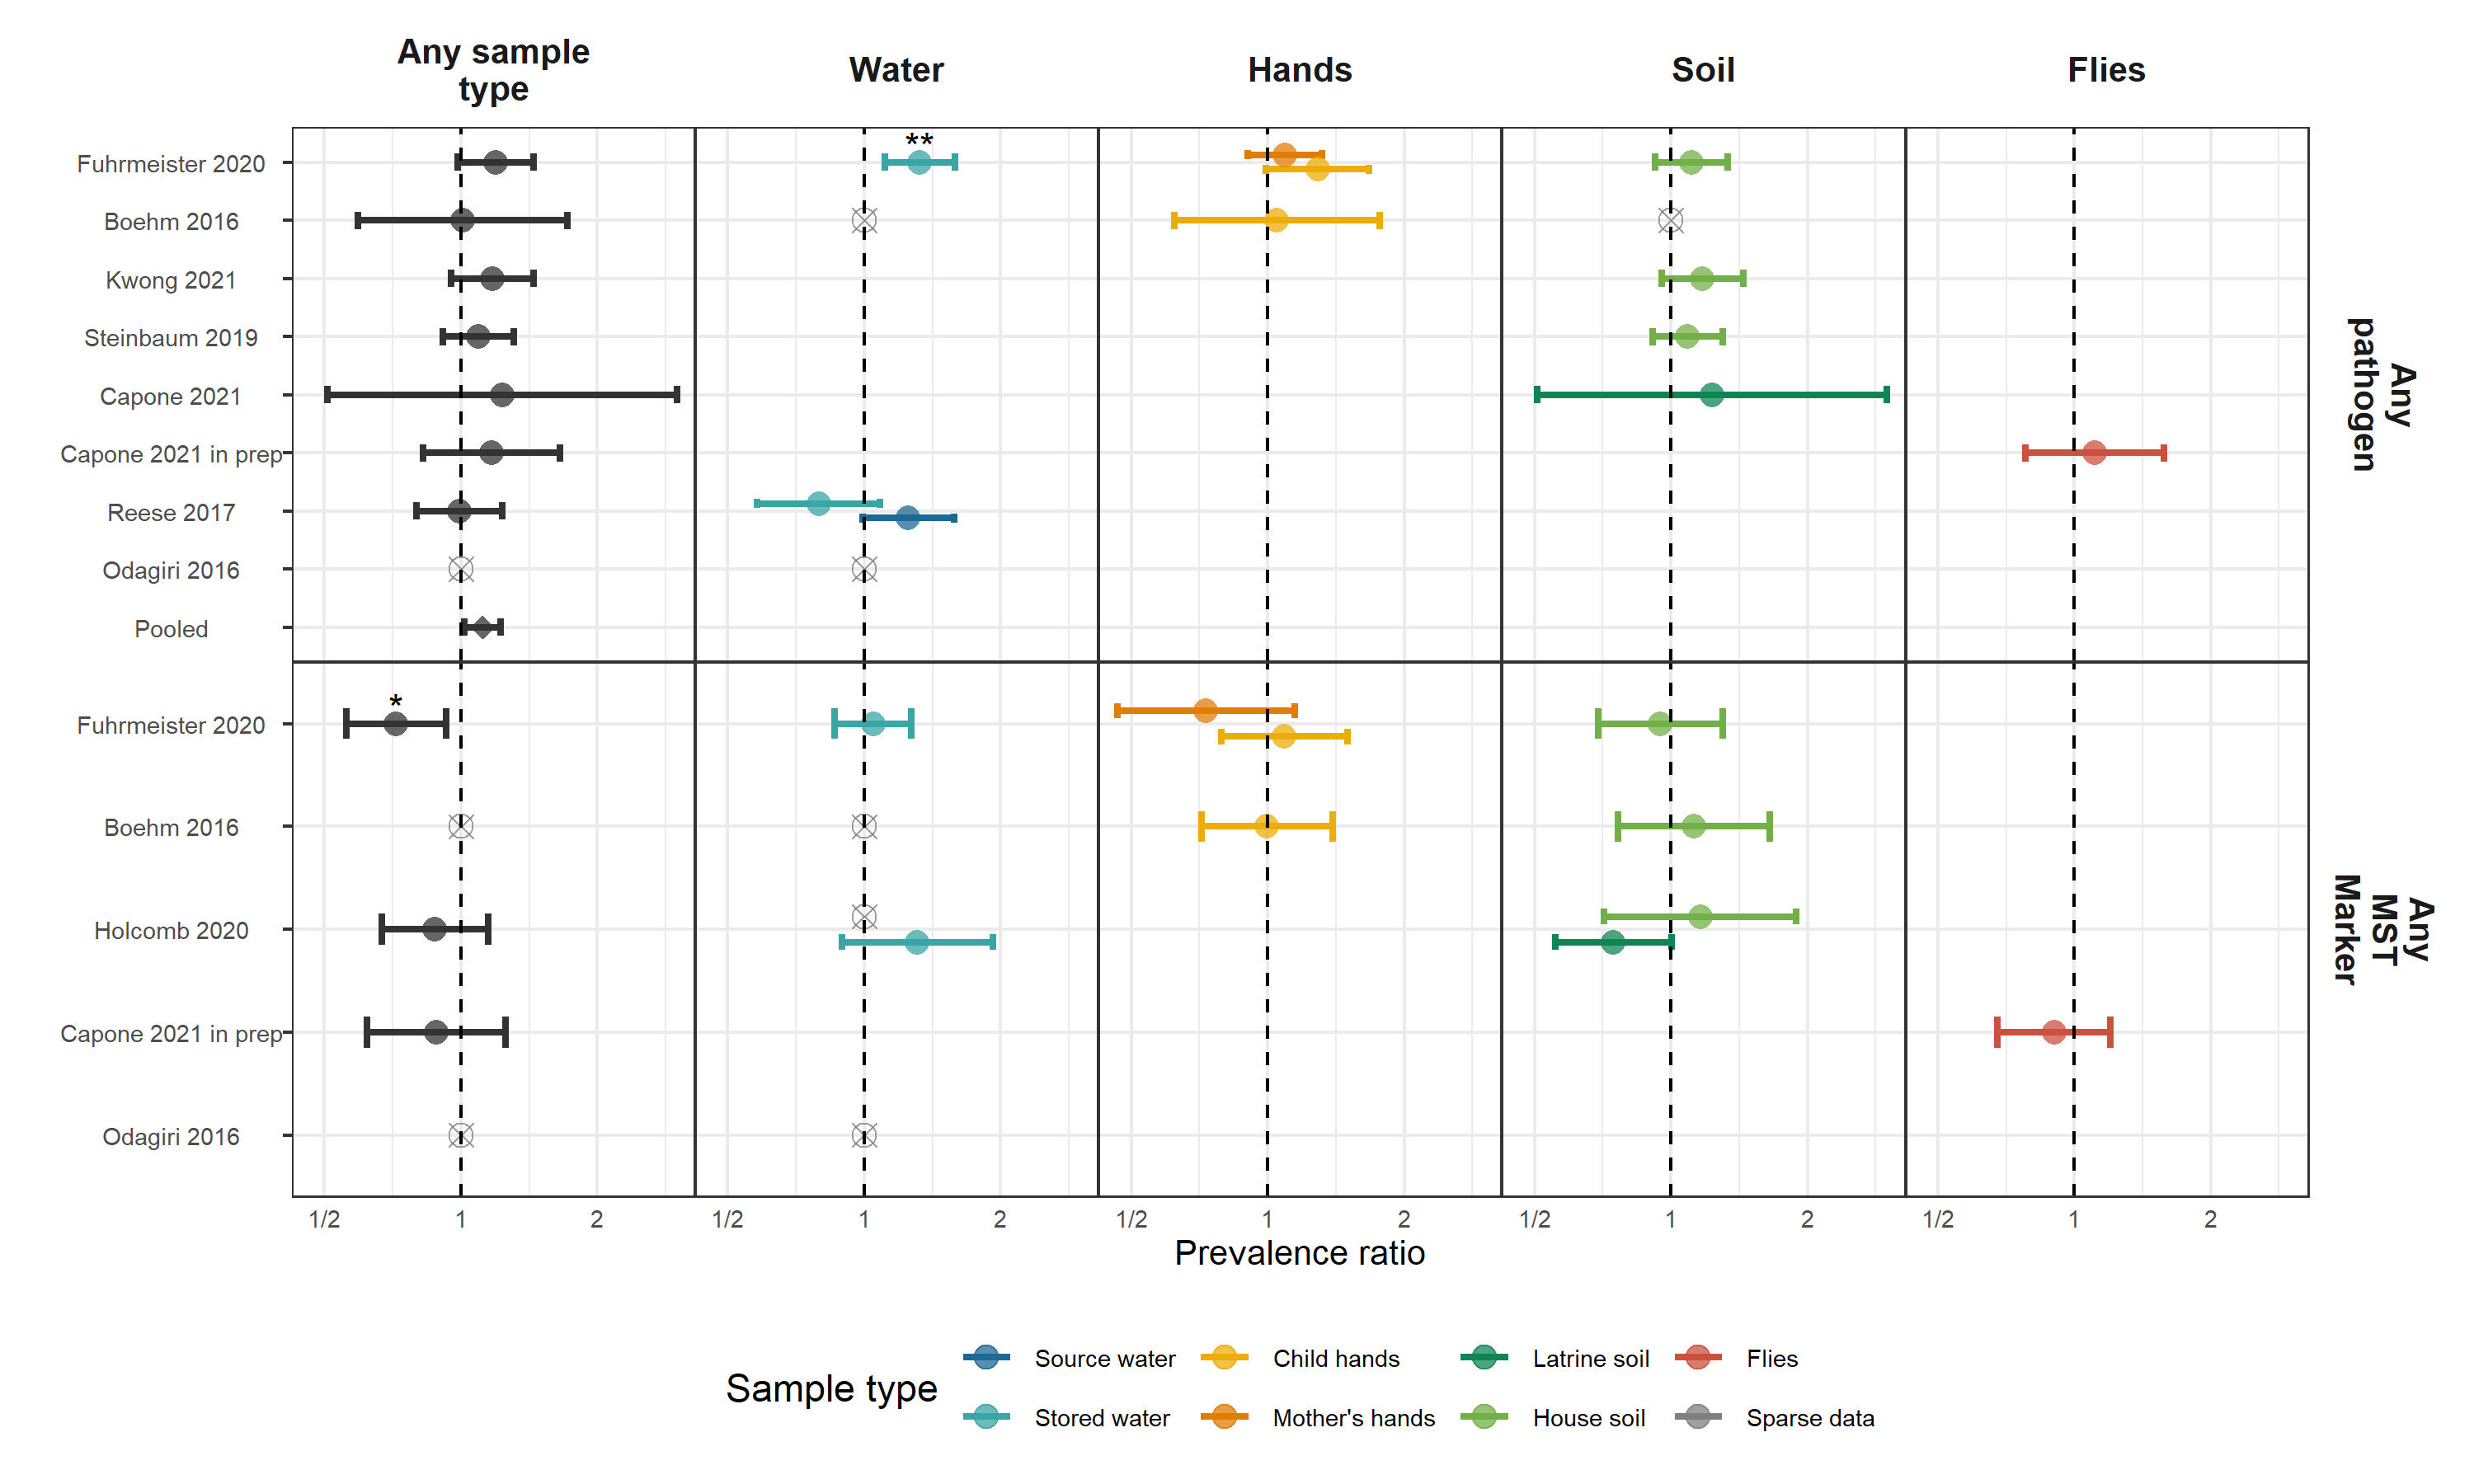 Any sample
type
Water
Hands
Soil
Flies
Fuhrmeister 2020
**
Boehm 2016
Kwong 2021
Steinbaum 2019
Capone 2021
Capone 2021 in prep
Reese 2017
Odagiri 2016
Pooled
Any
pathogen
Fuhrmeister 2020
*
Boehm 2016
Holcomb 2020
Capone 2021 in prep
Odagiri 2016
Any
MST
Marker
1/2 1 2 1/2 1 2 1/2 1 2 1/2 1 2 1/2 1 2
Prevalence ratio
Sample type
Source water Child hands Latrine soil Flies
Stored water Mother's hands House soil Sparse data